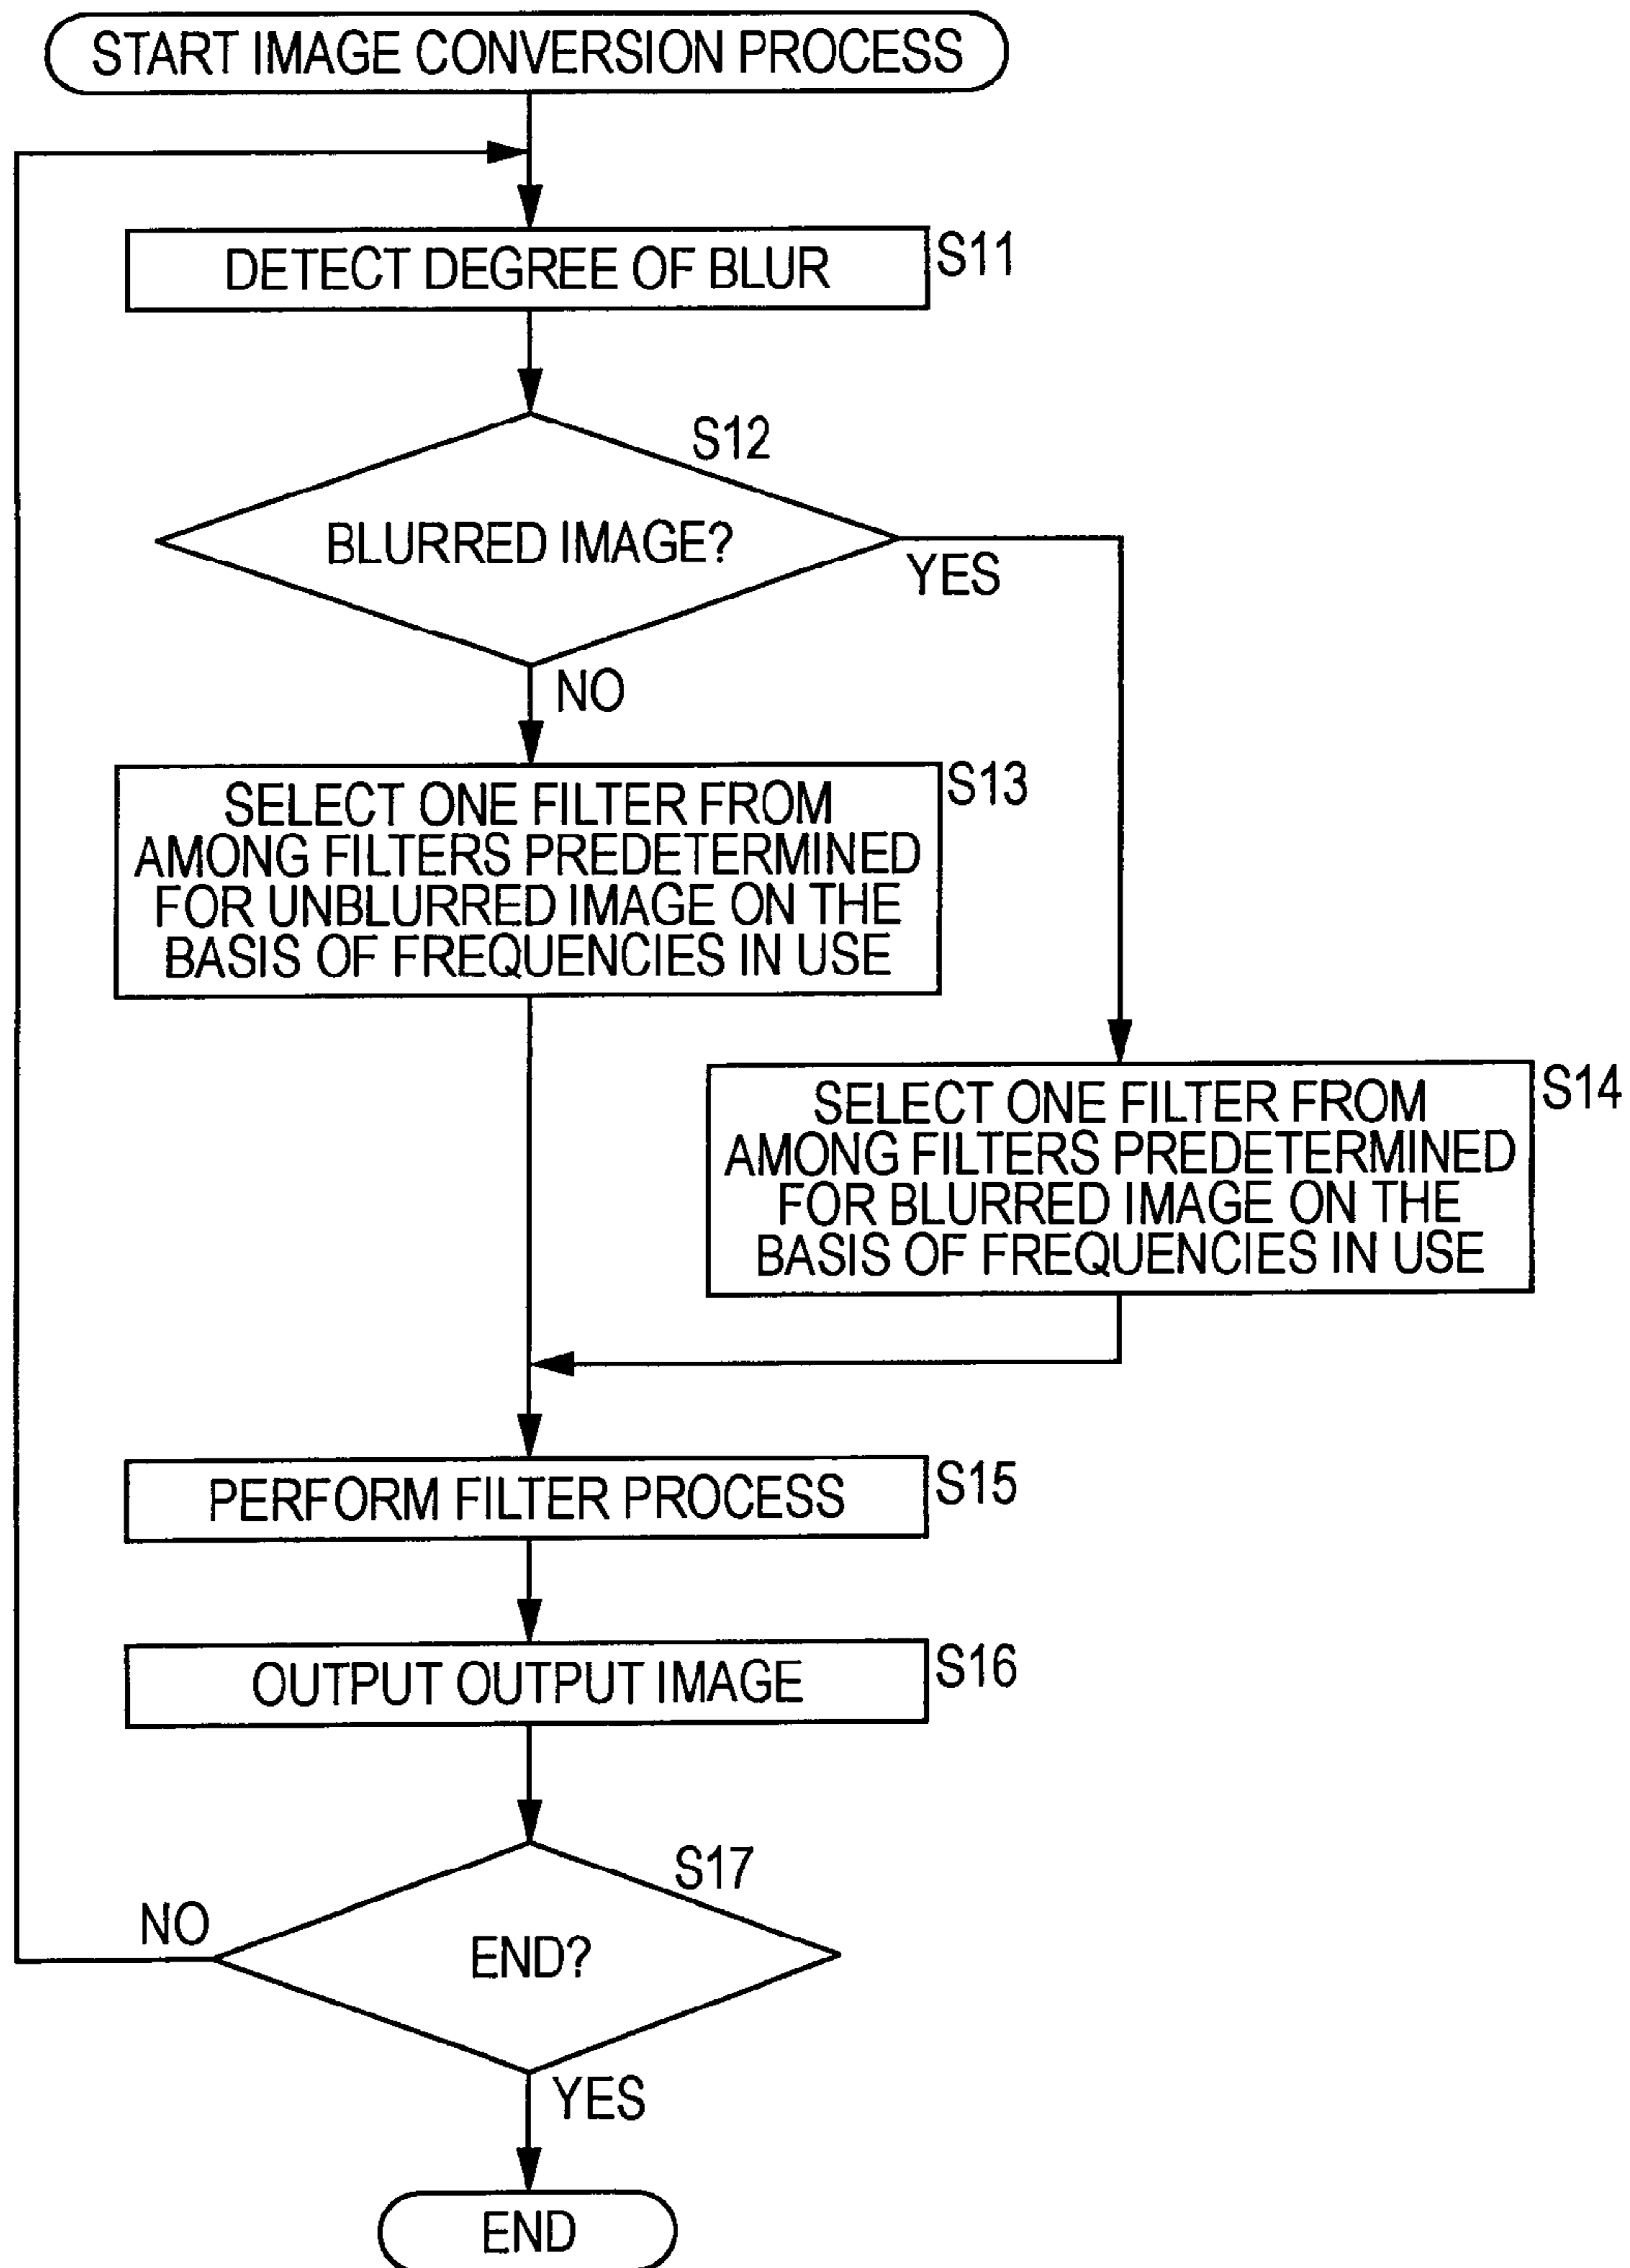 START IMAGE CONVERSION PROCESS
DETECT DEGREE OF BLUR
S11
S12
BLURRED IMAGE?
YES
NO
SELECT ONE FILTER FROM
AMONG FILTERS PREDETERMINED
FOR UNBLURRED IMAGE ON THE
BASIS OF FREQUENCIES IN USE
S13
SELECT ONE FILTER FROM
AMONG FILTERS PREDETERMINED
FOR BLURRED IMAGE ON THE
BASIS OF FREQUENCIES IN USE
S14
PERFORM FILTER PROCESS
S15
OUTPUT OUTPUT IMAGE
S16
S17
NO
END?
YES
END